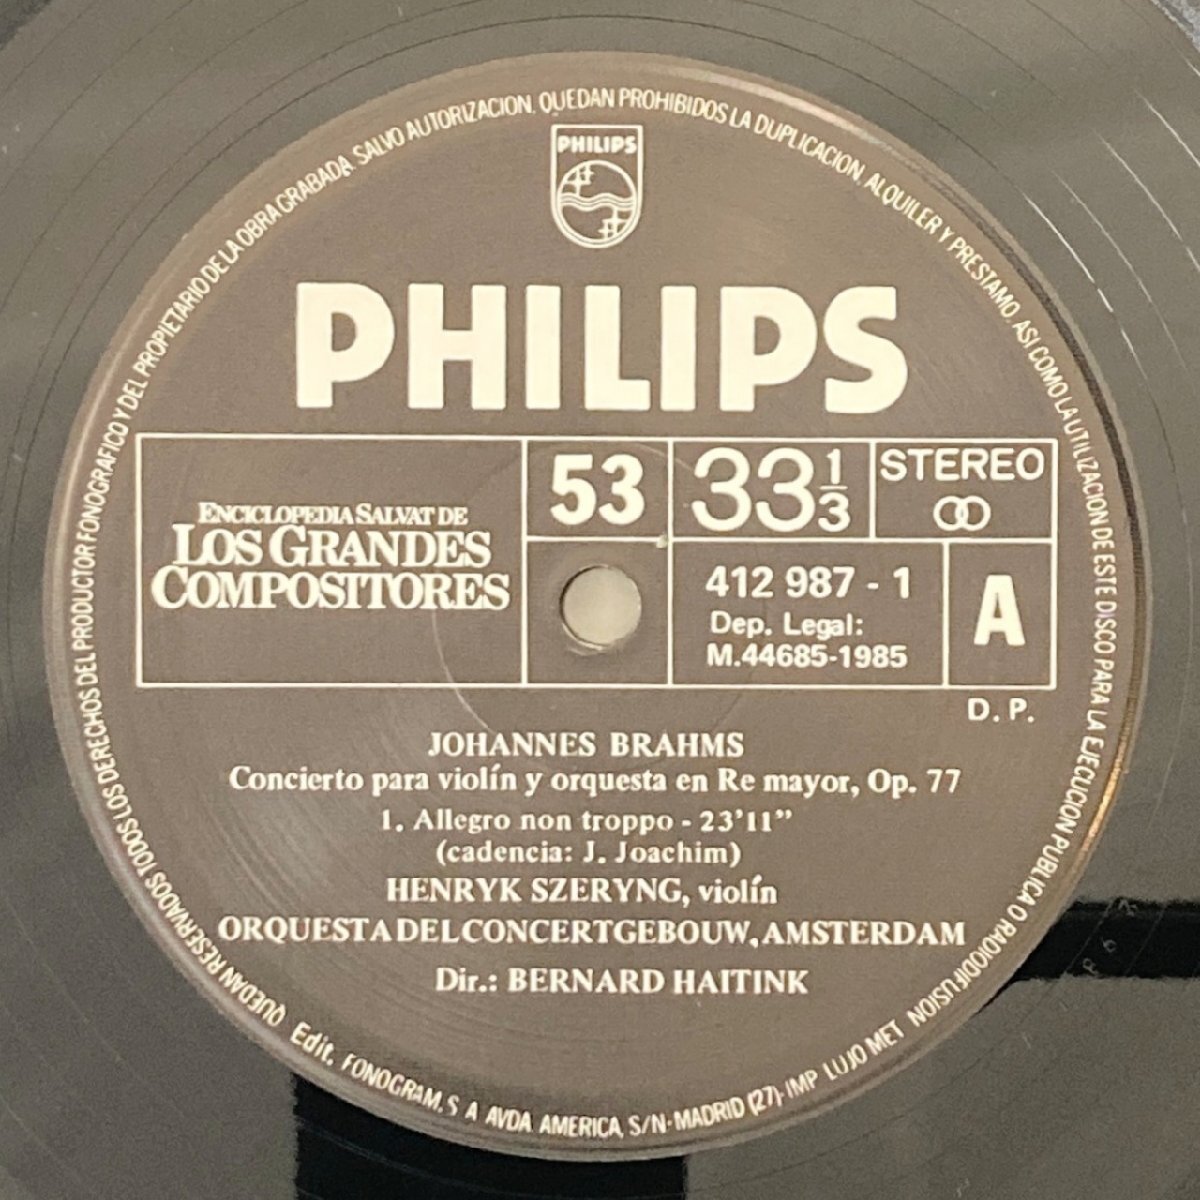 QUEDAN RESERVADOS TODOS LOS DERECHOS DEL PRODUCTOR FONOGRAFICO Y DEL PROPIETARIO DE LA OBRA GRABADA. SALVO AUTORIZACION, QUEDAN PROHIBIDOS LA DUPLICACION, ALQUILER Y PRESTAMO, ASI COMO LA UTILIZACION DE ESTE DISCO PARA LA EJECUCION PUBLICA O RADIODIFUSION
PHILIPS
PHILIPS
ENCICLOPEDIA SALVAT DE
LOS GRANDES
COMPOSITORES
53
33 1/3
STEREO
412 987 - 1
Dep. Legal:
M.44685-1985
A
D.P.
JOHANNES BRAHMS
Concierto para violín y orquesta en Re mayor, Op. 77
1. Allegro non troppo - 23'11"
(cadencia: J. Joachim)
HENRYK SZERYNG, violín
ORQUESTA DEL CONCERTGEBOUW, AMSTERDAM
Dir.: BERNARD HAITINK
Edit. FONOGRAM, S A AVDA AMERICA, S/N-MADRID (27)-IMP LUJO MET